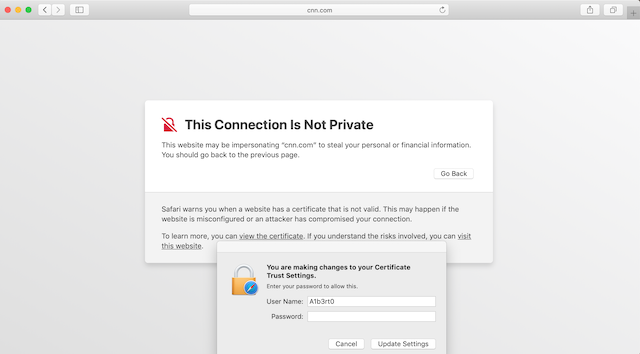 cnn.com
This Connection Is Not Private
This website may be impersonating "cnn.com" to steal your personal or financial information.
You should go back to the previous page.
Go Back
Safari warns you when a website has a certificate that is not valid. This may happen if the
website is misconfigured or an attacker has compromised your connection.
To learn more, you can view the certificate. If you understand the risks involved, you can visit
this website.
You are making changes to your Certificate
Trust Settings.
Enter your password to allow this.
User Name: A1b3rt0
Password:
Cancel Update Settings